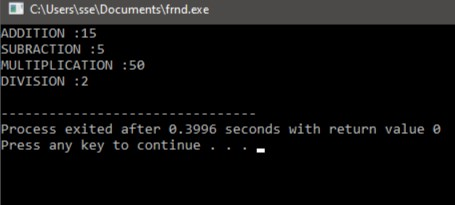 C:\Users\sse\Documents\frnd.exe
ADDITION :15
SUBRACTION :5
MULTIPLICATION :50
DIVISION :2
--------------------------------
Process exited after 0.3996 seconds with return value 0
Press any key to continue . . .